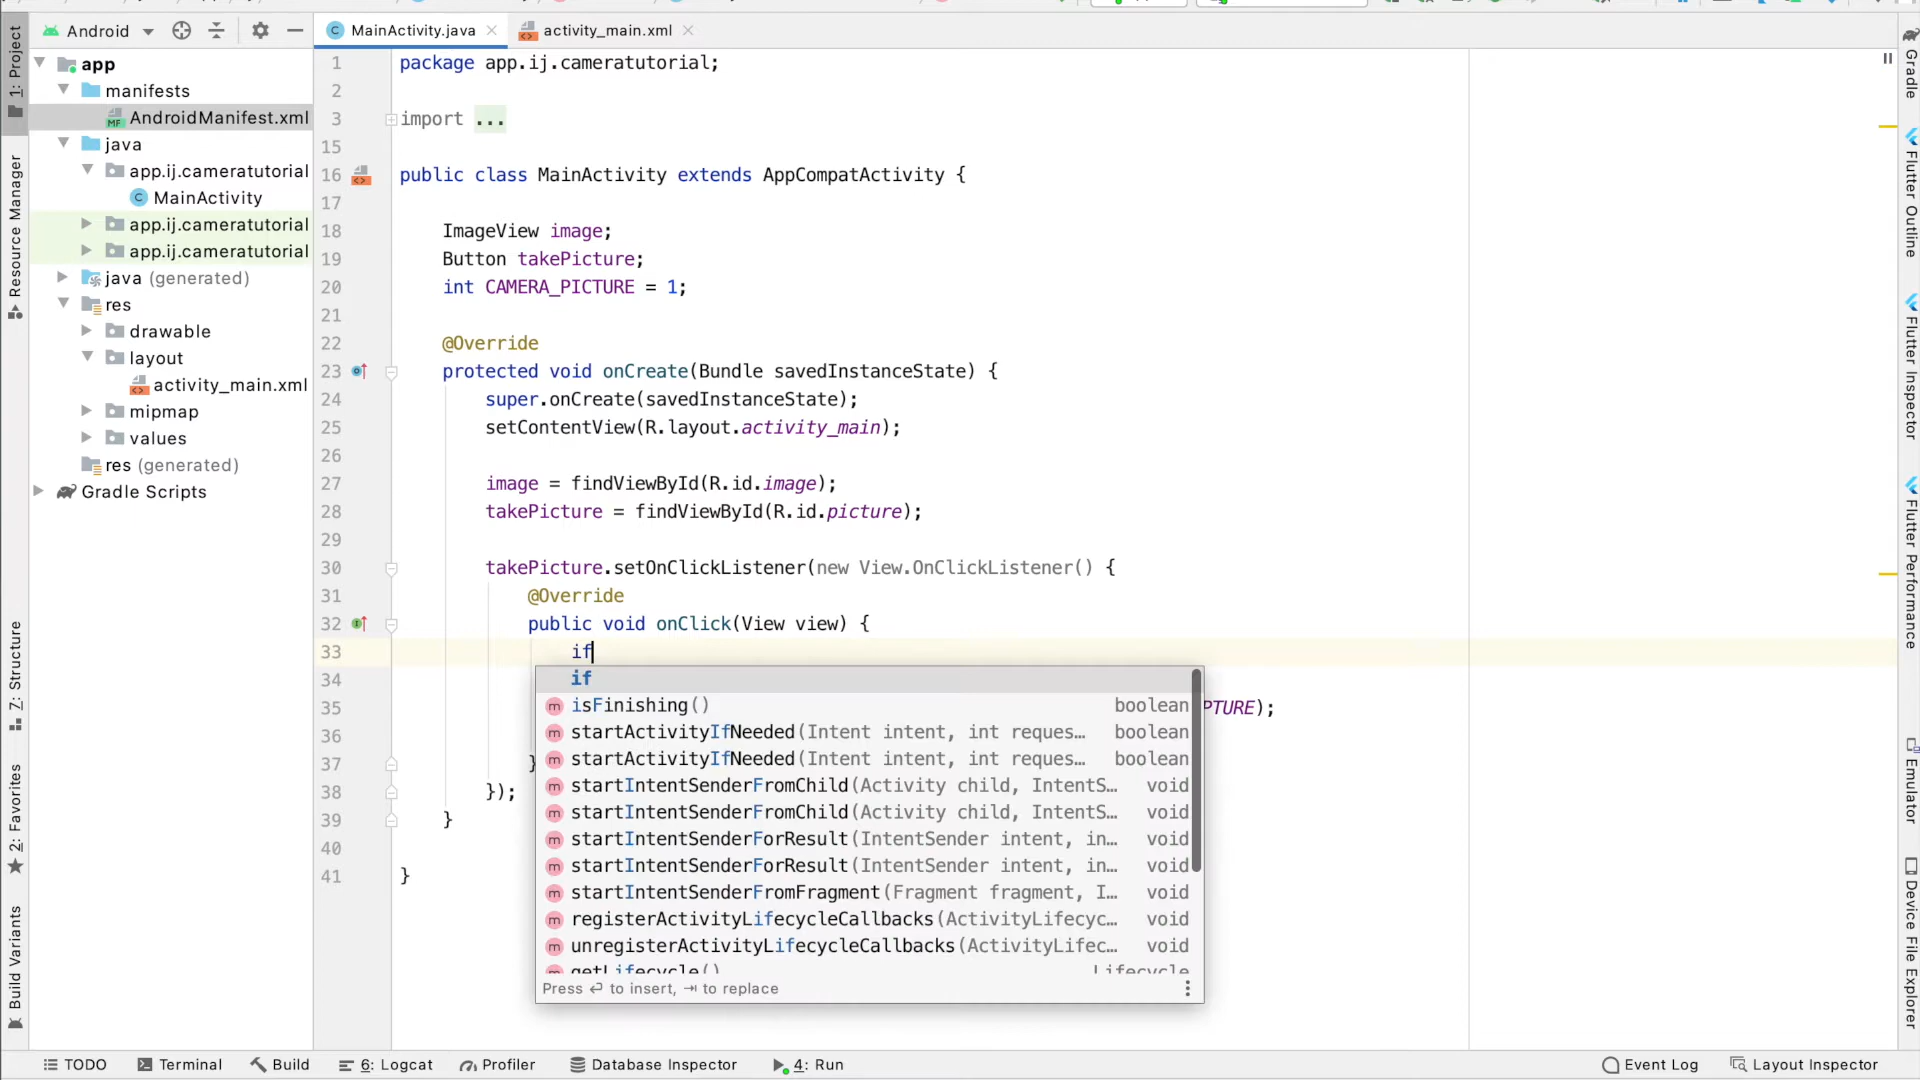 Android
MainActivity.java
activity_main.xml
1: Project
Resource Manager
7: Structure
2: Favorites
Build Variants
app
manifests
AndroidManifest.xml
java
app.ij.cameratutorial
MainActivity
app.ij.cameratutorial
app.ij.cameratutorial
java (generated)
res
drawable
layout
activity_main.xml
mipmap
values
res (generated)
Gradle Scripts
1 package app.ij.cameratutorial;
2
3 import ...
15
16 public class MainActivity extends AppCompatActivity {
17
18 ImageView image;
19 Button takePicture;
20 int CAMERA_PICTURE = 1;
21
22 @Override
23 protected void onCreate(Bundle savedInstanceState) {
24 super.onCreate(savedInstanceState);
25 setContentView(R.layout.activity_main);
26
27 image = findViewById(R.id.image);
28 takePicture = findViewById(R.id.picture);
29
30 takePicture.setOnClickListener(new View.OnClickListener() {
31 @Override
32 public void onClick(View view) {
33 if
34
35 PTURE);
36
37 }
38 });
39 }
40
41 }
if
isFinishing() boolean
startActivityIfNeeded(Intent intent, int reques… boolean
startActivityIfNeeded(Intent intent, int reques… boolean
startIntentSenderFromChild(Activity child, IntentS… void
startIntentSenderFromChild(Activity child, IntentS… void
startIntentSenderForResult(IntentSender intent, in… void
startIntentSenderForResult(IntentSender intent, in… void
startIntentSenderFromFragment(Fragment fragment, I… void
registerActivityLifecycleCallbacks(ActivityLifecyc… void
unregisterActivityLifecycleCallbacks(ActivityLifec… void
getLifecycle() Lifecycle
Press ↵ to insert, ⇥ to replace
Gradle
Flutter Outline
Flutter Inspector
Flutter Performance
Emulator
Device File Explorer
TODO
Terminal
Build
6: Logcat
Profiler
Database Inspector
4: Run
Event Log
Layout Inspector